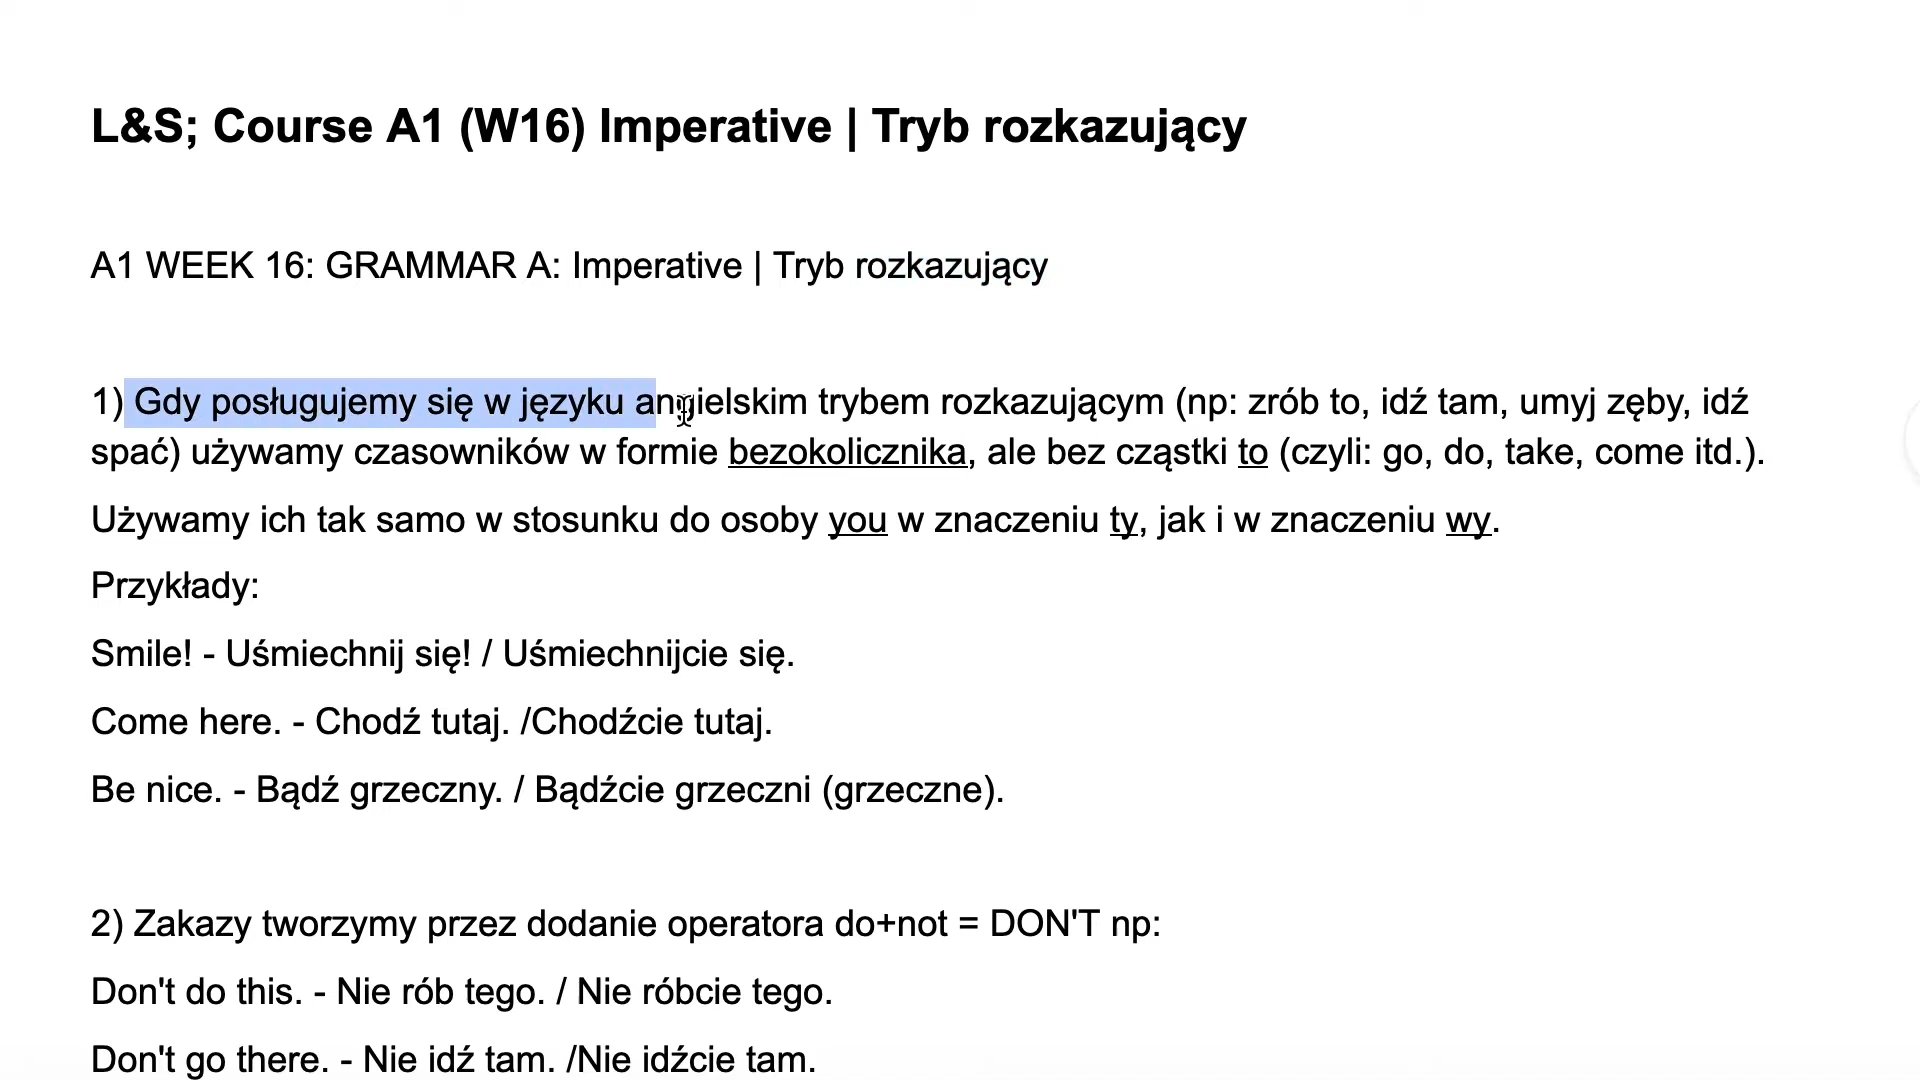 L&S; Course A1 (W16) Imperative | Tryb rozkazujący
A1 WEEK 16: GRAMMAR A: Imperative | Tryb rozkazujący
1) Gdy posługujemy się w języku angielskim trybem rozkazującym (np: zrób to, idź tam, umyj zęby, idź
spać) używamy czasowników w formie bezokolicznika, ale bez cząstki to (czyli: go, do, take, come itd.).
Używamy ich tak samo w stosunku do osoby you w znaczeniu ty, jak i w znaczeniu wy.
Przykłady:
Smile! - Uśmiechnij się! / Uśmiechnijcie się.
Come here. - Chodź tutaj. /Chodźcie tutaj.
Be nice. - Bądź grzeczny. / Bądźcie grzeczni (grzeczne).
2) Zakazy tworzymy przez dodanie operatora do+not = DON'T np:
Don't do this. - Nie rób tego. / Nie róbcie tego.
Don't go there. - Nie idź tam. /Nie idźcie tam.